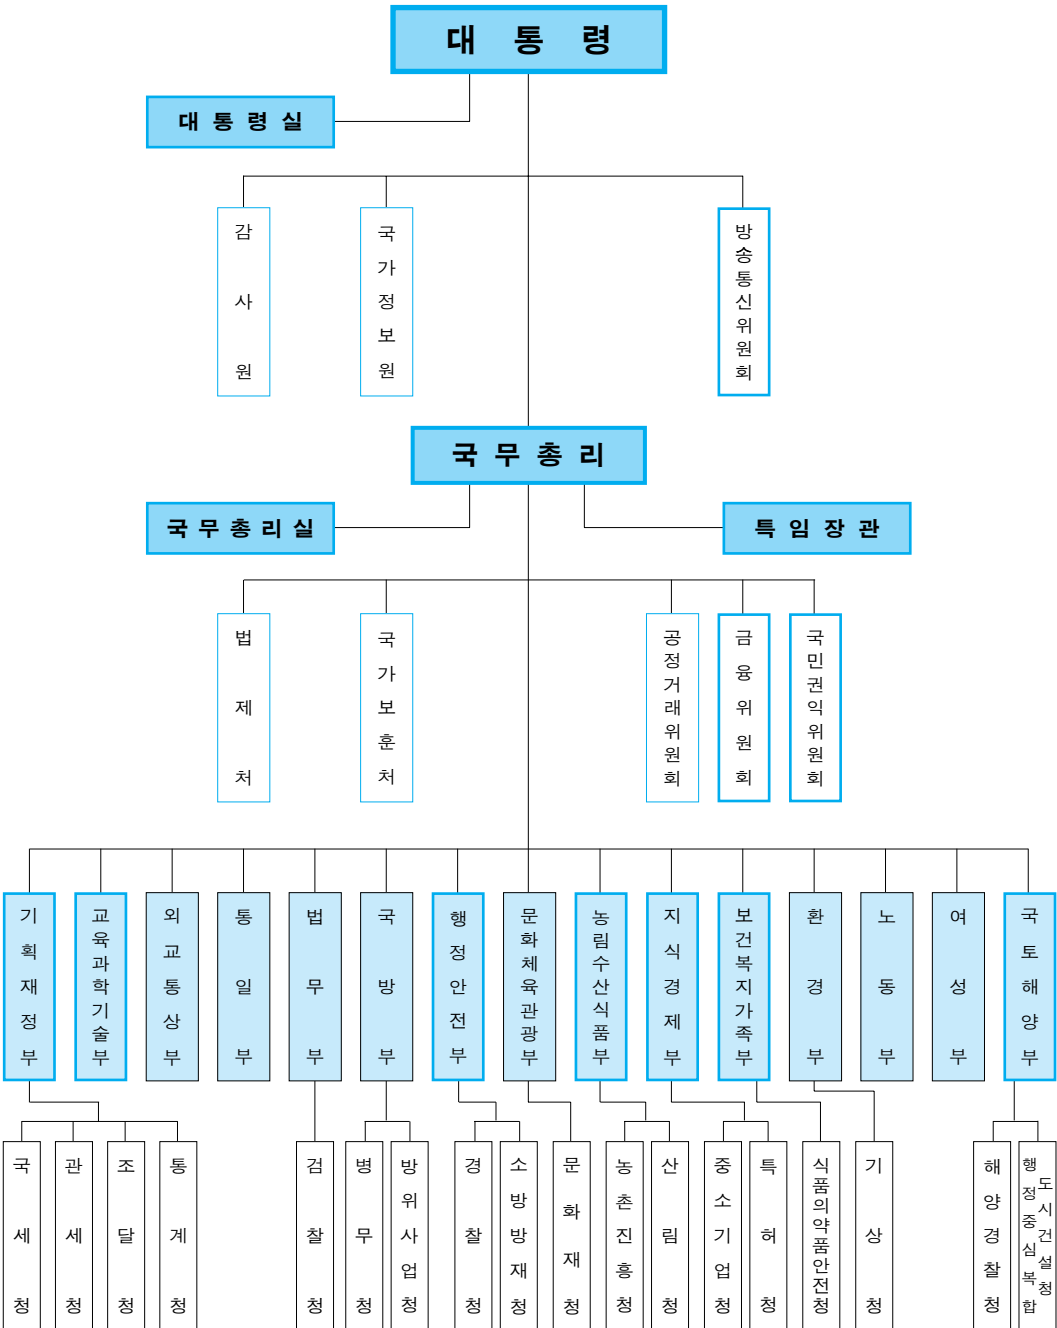 대통령
대통령실
감사원
국가정보원
방송통신위원회
국무총리
국무총리실
특임장관
법제처
국가보훈처
공정거래위원회
금융위원회
국민권익위원회
기획재정부
교육과학기술부
외교통상부
통일부
법무부
국방부
행정안전부
문화체육관광부
농림수산식품부
지식경제부
보건복지가족부
환경부
노동부
여성부
국토해양부
국세청
관세청
조달청
통계청
검찰청
병무청
방위사업청
경찰청
소방방재청
문화재청
농촌진흥청
산림청
중소기업청
특허청
식품의약품안전청
기상청
해양경찰청
행정중심복합
도시건설청